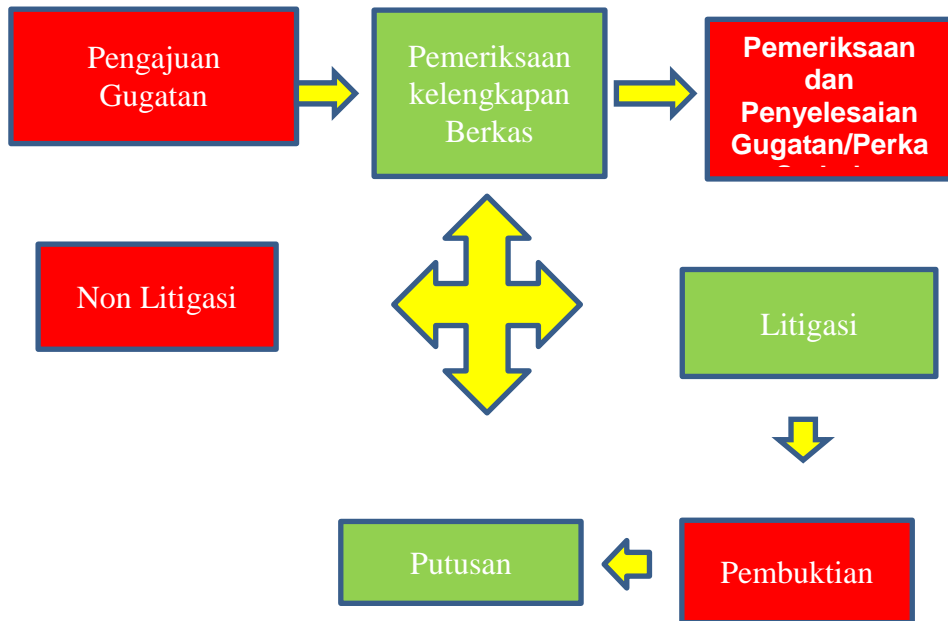 Pengajuan
Gugatan
Pemeriksaan
kelengkapan
Berkas
Pemeriksaan
dan
Penyelesaian
Gugatan/Perka
Non Litigasi
Litigasi
Putusan
Pembuktian